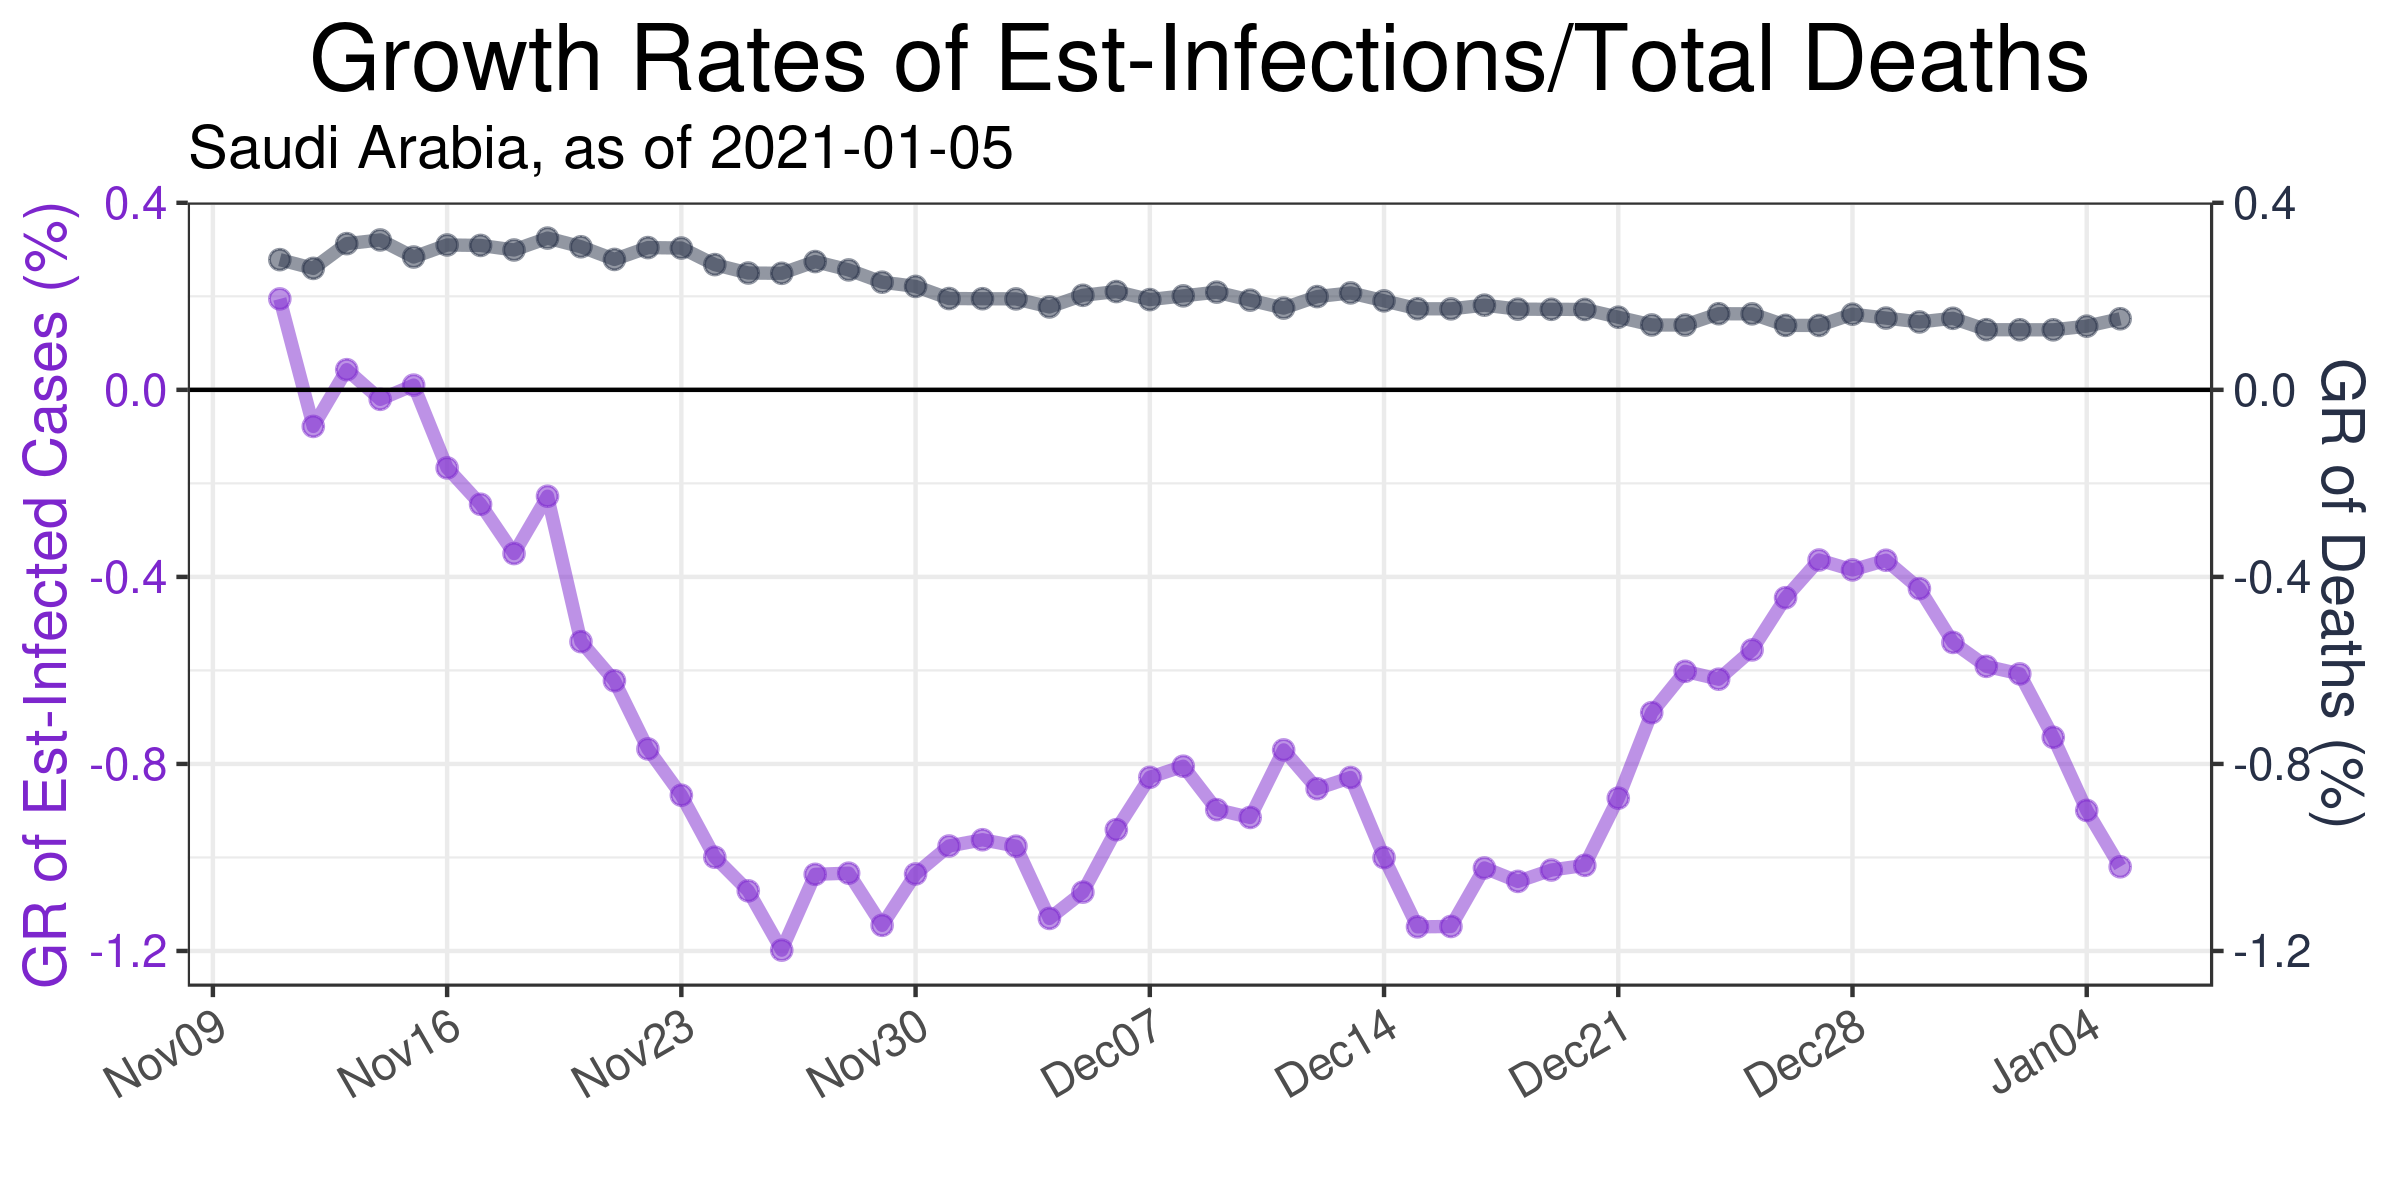 Growth Rates of Est-Infections/Total Deaths
Saudi Arabia, as of 2021-01-05
GR of Est-Infected Cases (%)
0.4
0.0
-0.4
-0.8
-1.2
0.4
0.0
-0.4
-0.8
-1.2
GR of Deaths (%)
Nov09
Nov16
Nov23
Nov30
Dec07
Dec14
Dec21
Dec28
Jan04